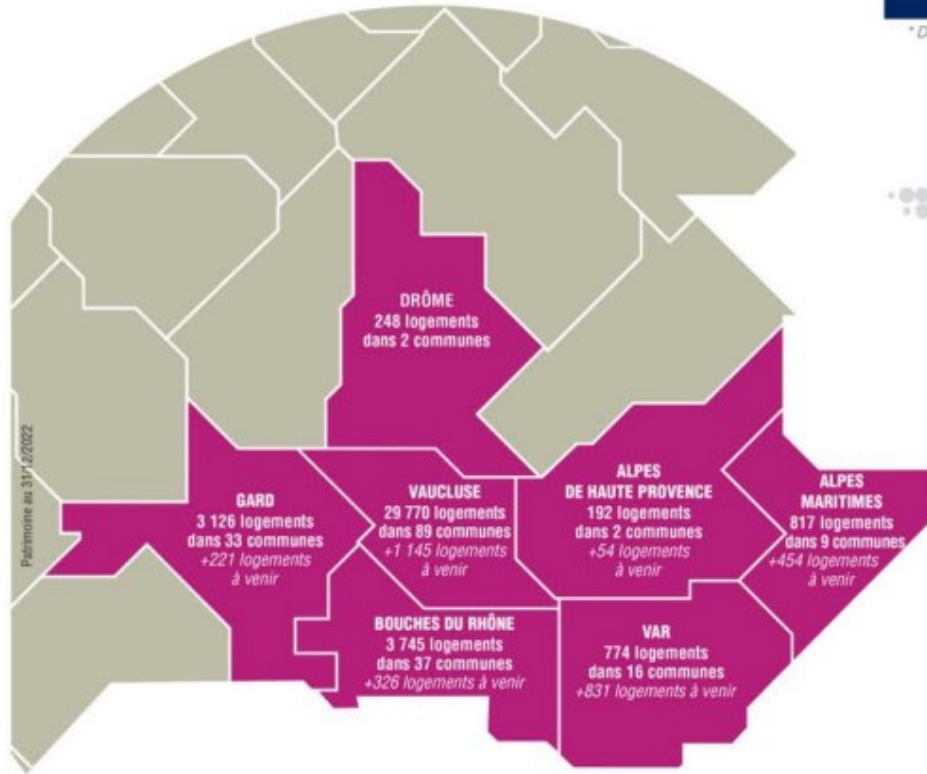 * D
DRÔME
248 logements
dans 2 communes
Patrimoine au 31/12/2022
GARD
3 126 logements
dans 33 communes
+221 logements
à venir
VAUCLUSE
29 770 logements
dans 89 communes
+1 145 logements
à venir
ALPES
DE HAUTE PROVENCE
192 logements
dans 2 communes
+54 logements
à venir
ALPES
MARITIMES
817 logements
dans 9 communes
+454 logements
à venir
BOUCHES DU RHÔNE
3 745 logements
dans 37 communes
+326 logements à venir
VAR
774 logements
dans 16 communes
+831 logements à venir